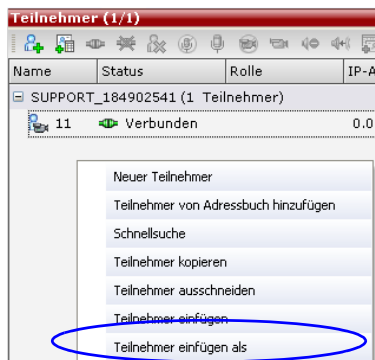 Teilnehmer (1/1)
Name Status Rolle IP-A
SUPPORT_184902541 (1 Teilnehmer)
11 Verbunden 0.0
Neuer Teilnehmer
Teilnehmer von Adressbuch hinzufügen
Schnellsuche
Teilnehmer kopieren
Teilnehmer ausschneiden
Teilnehmer einfügen
Teilnehmer einfügen als